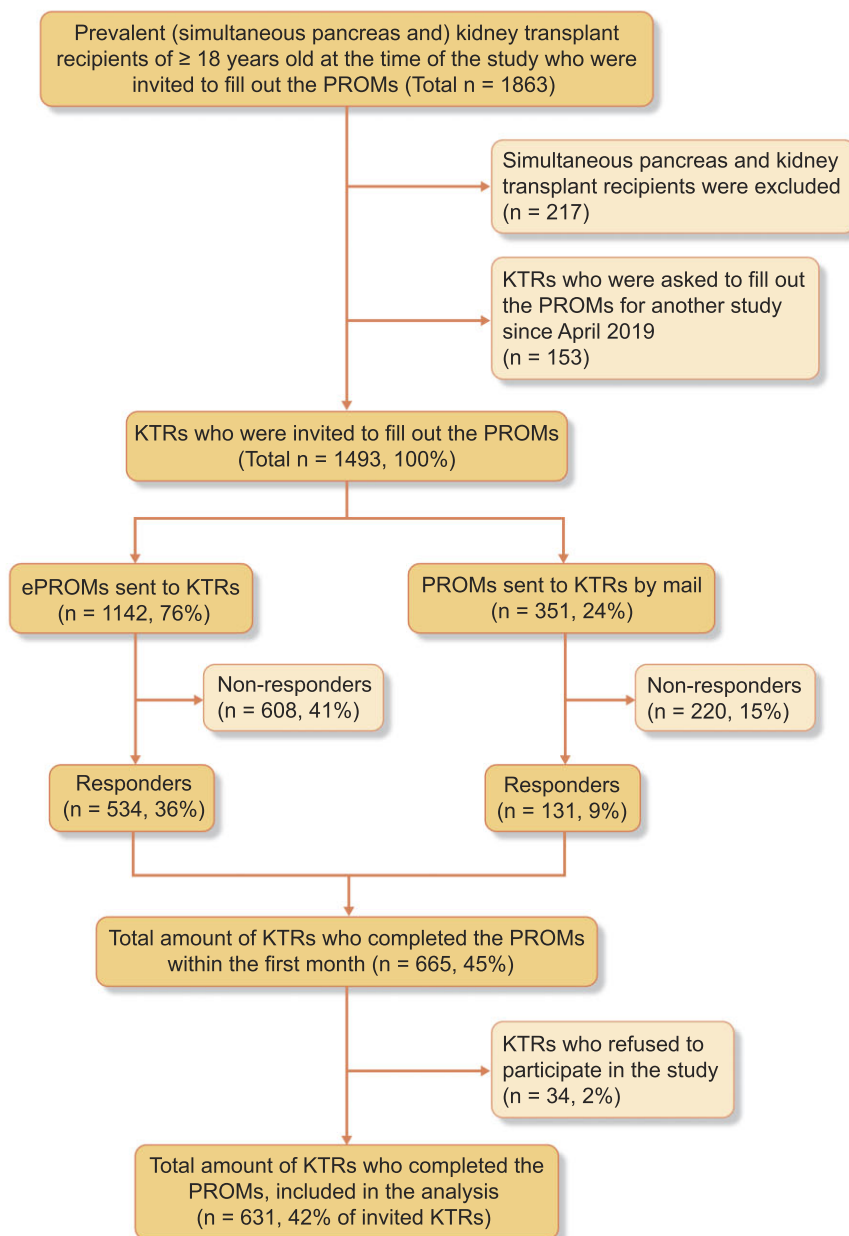 Prevalent (simultaneous pancreas and) kidney transplant
recipients of ≥ 18 years old at the time of the study who were
invited to fill out the PROMs (Total n = 1863)
Simultaneous pancreas and kidney
transplant recipients were excluded
(n = 217)
KTRs who were asked to fill out
the PROMs for another study
since April 2019
(n = 153)
KTRs who were invited to fill out the PROMs
(Total n = 1493, 100%)
ePROMs sent to KTRs
(n = 1142, 76%)
PROMs sent to KTRs by mail
(n = 351, 24%)
Non-responders
(n = 608, 41%)
Non-responders
(n = 220, 15%)
Responders
(n = 534, 36%)
Responders
(n = 131, 9%)
Total amount of KTRs who completed the PROMs
within the first month (n = 665, 45%)
KTRs who refused to
participate in the study
(n = 34, 2%)
Total amount of KTRs who completed the
PROMs, included in the analysis
(n = 631, 42% of invited KTRs)